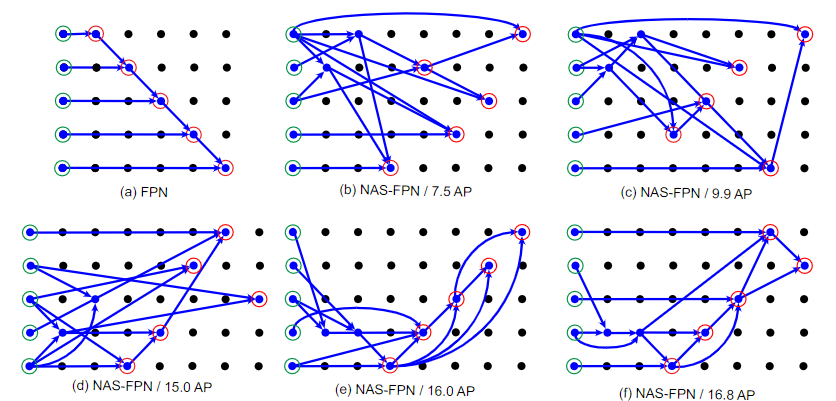 (a) FPN
(b) NAS-FPN / 7.5 AP
(c) NAS-FPN / 9.9 AP
(d) NAS-FPN / 15.0 AP
(e) NAS-FPN / 16.0 AP
(f) NAS-FPN / 16.8 AP